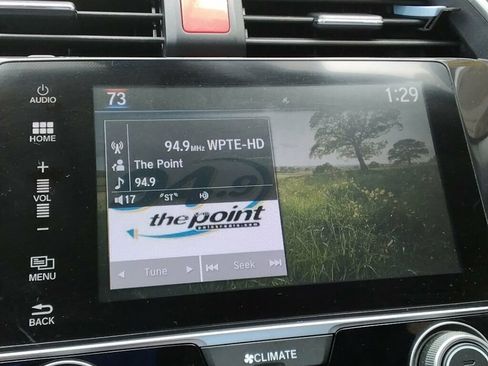 AUDIO
HOME
+
VOL
−
MENU
BACK
73
1:29
94.9MHz WPTE-HD
The Point
94.9
17 "ST" HD
the point
Tune
Seek
CLIMATE